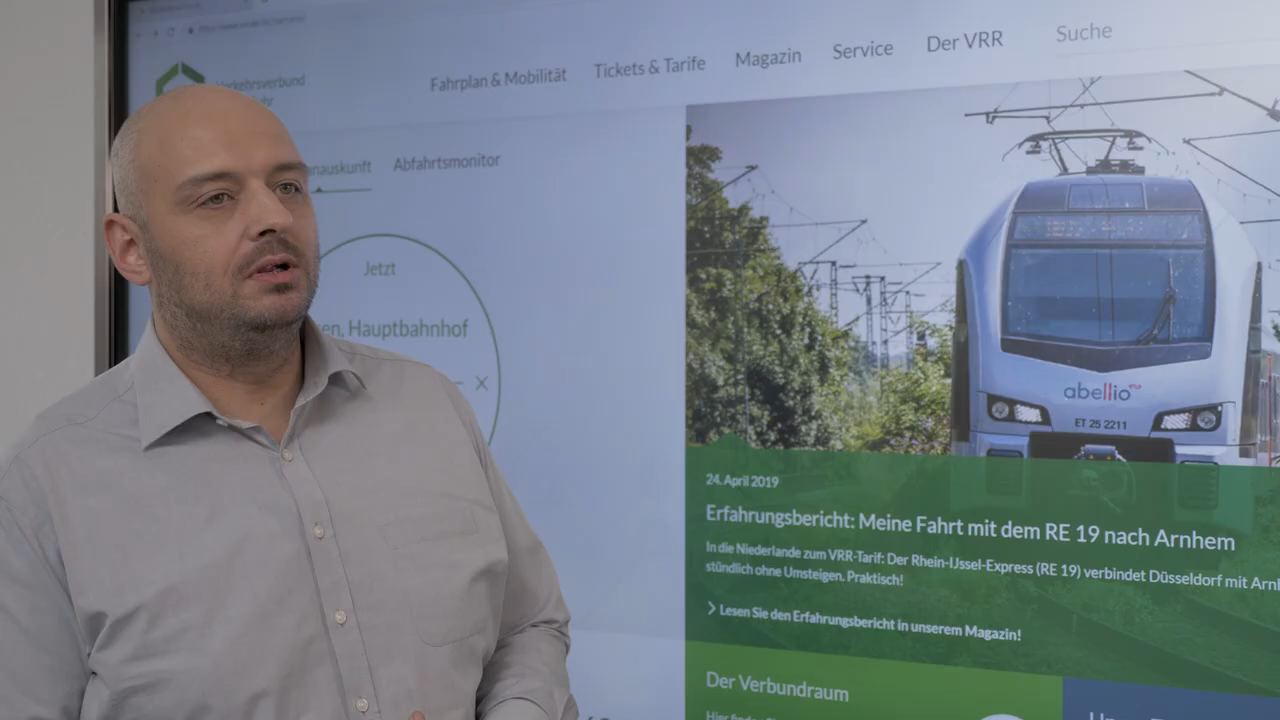 Verkehrsverbund
Fahrplan & Mobilität
Tickets & Tarife
Magazin
Service
Der VRR
Suche
Abfahrtsmonitor
Jetzt
Hauptbahnhof
abellio
ET 25 2211
24. April 2019
Erfahrungsbericht: Meine Fahrt mit dem RE 19 nach Arnhem
In die Niederlande zum VRR-Tarif: Der Rhein-IJssel-Express (RE 19) verbindet Düsseldorf mit
stündlich ohne Umsteigen. Praktisch!
Lesen Sie den Erfahrungsbericht in unserem Magazin!
Der Verbundraum